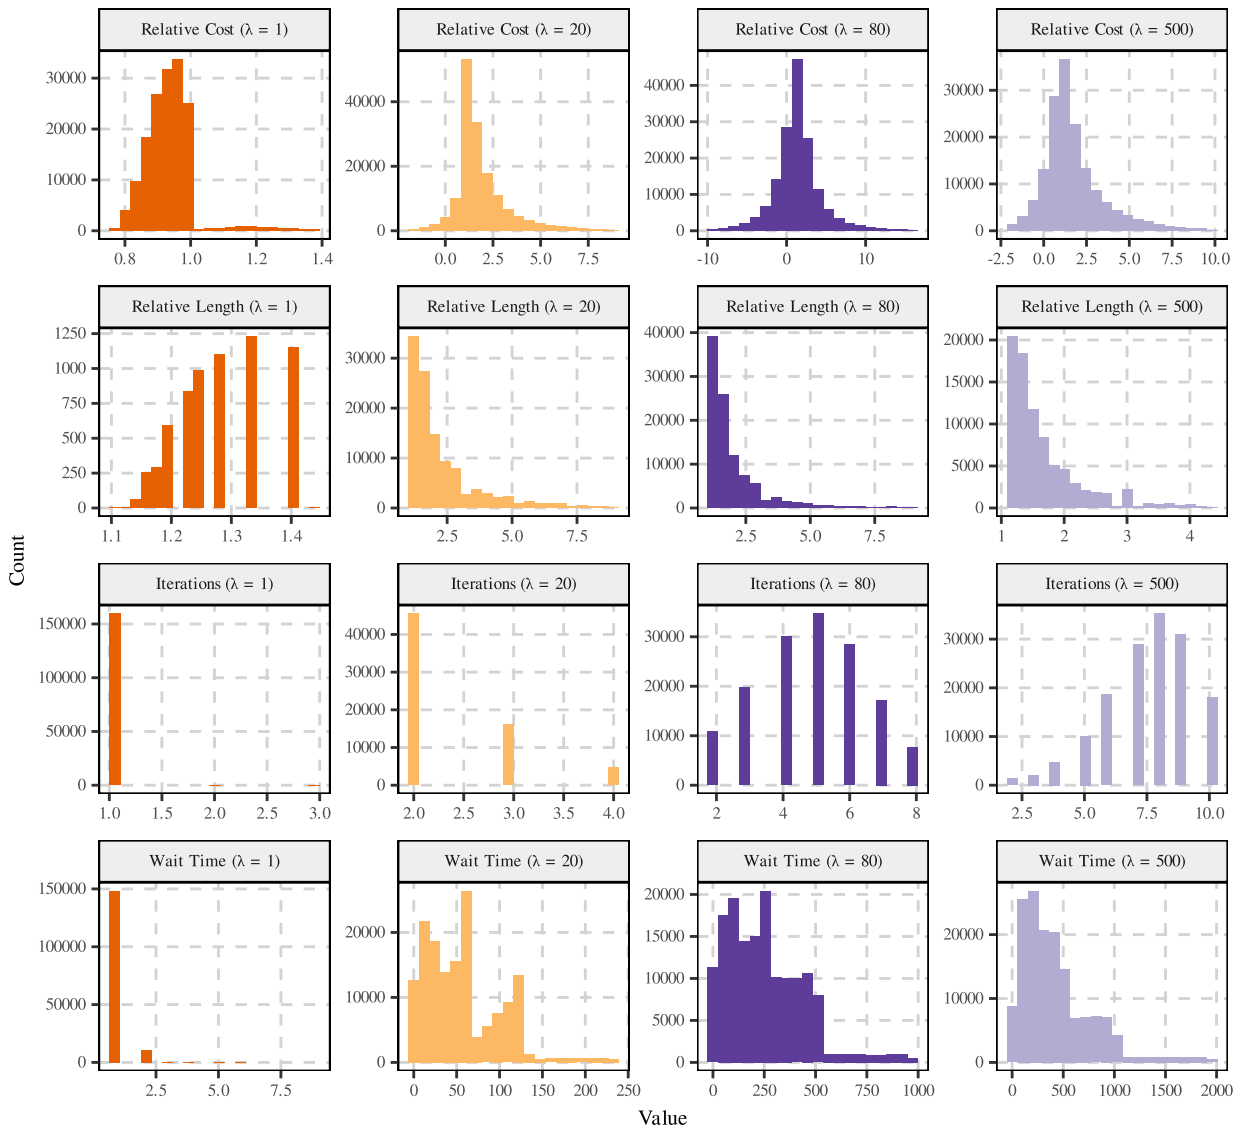 Relative Cost (λ = 1)
Relative Cost (λ = 20)
Relative Cost (λ = 80)
Relative Cost (λ = 500)
30000
20000
10000
0
0.8 1.0 1.2 1.4
40000
20000
0
0.0 2.5 5.0 7.5
40000
30000
20000
10000
0
-10 0 10
30000
20000
10000
0
-2.5 0.0 2.5 5.0 7.5 10.0
Relative Length (λ = 1)
Relative Length (λ = 20)
Relative Length (λ = 80)
Relative Length (λ = 500)
1250
1000
750
500
250
0
1.1 1.2 1.3 1.4
30000
20000
10000
0
2.5 5.0 7.5
40000
30000
20000
10000
0
2.5 5.0 7.5
20000
15000
10000
5000
0
1 2 3 4
Count
Iterations (λ = 1)
Iterations (λ = 20)
Iterations (λ = 80)
Iterations (λ = 500)
150000
100000
50000
0
1.0 1.5 2.0 2.5 3.0
40000
30000
20000
10000
0
2.0 2.5 3.0 3.5 4.0
30000
20000
10000
0
2 4 6 8
30000
20000
10000
0
2.5 5.0 7.5 10.0
Wait Time (λ = 1)
Wait Time (λ = 20)
Wait Time (λ = 80)
Wait Time (λ = 500)
150000
100000
50000
0
2.5 5.0 7.5
20000
10000
0
0 50 100 150 200 250
20000
15000
10000
5000
0
0 250 500 750 1000
20000
10000
0
0 500 1000 1500 2000
Value